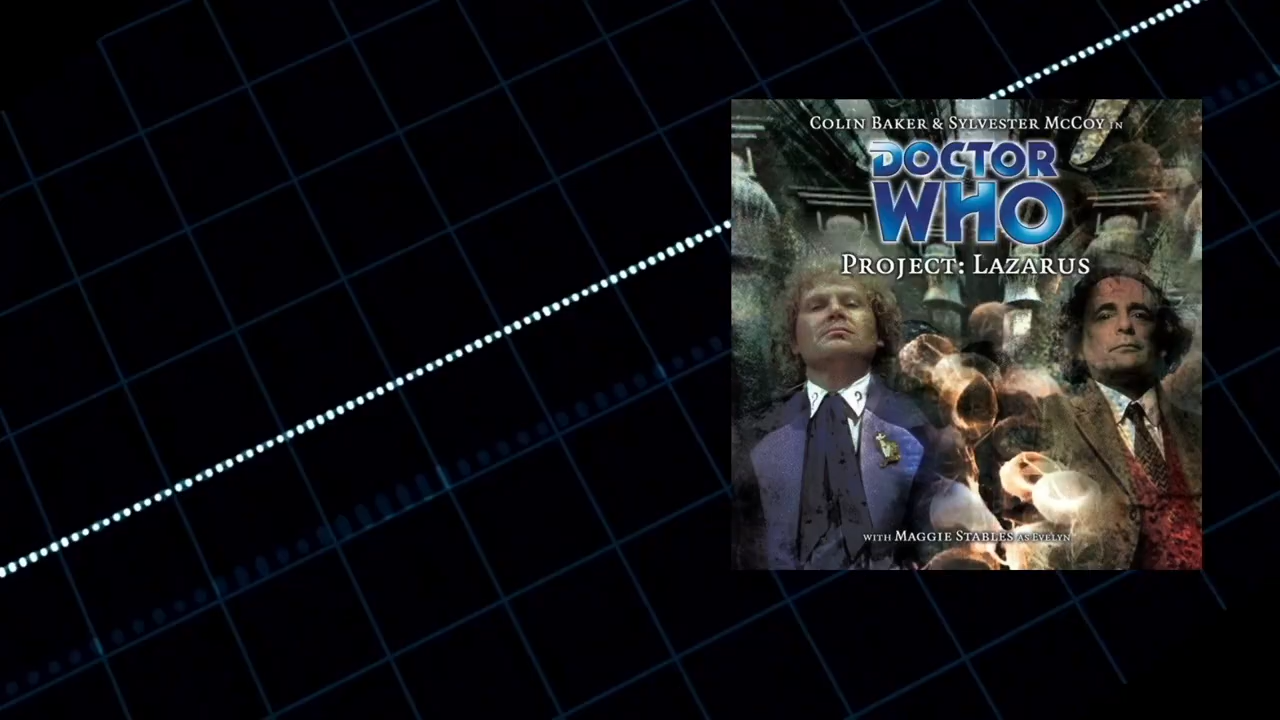 COLIN BAKER & SYLVESTER MCCOY IN
DOCTOR
WHO
PROJECT: LAZARUS
? ?
WITH MAGGIE STABLES AS EVELYN